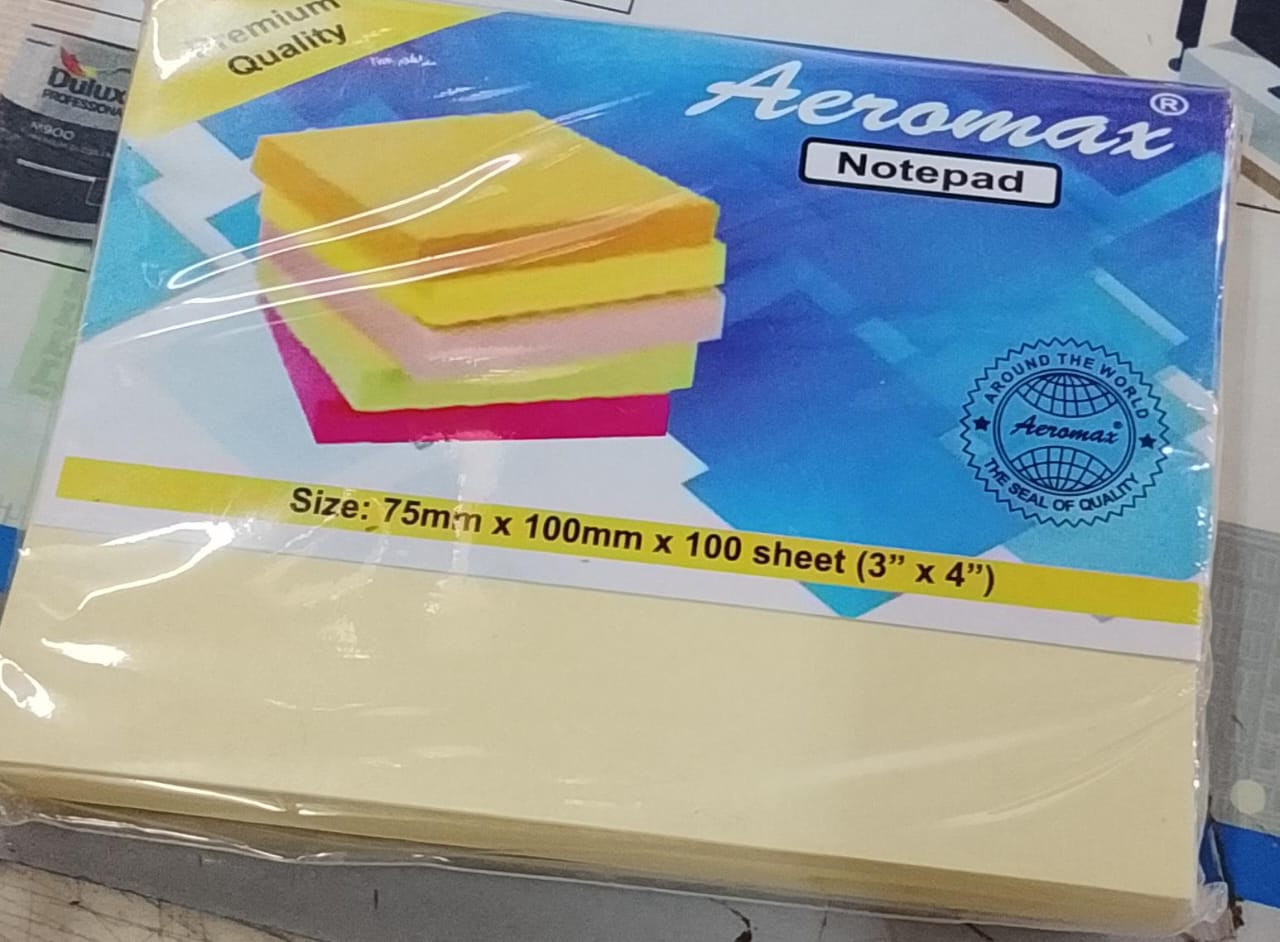 Premium
Quality
Aeromax ®
Notepad
AROUND THE WORLD
Aeromax®
THE SEAL OF QUALITY
Size: 75mm x 100mm x 100 sheet (3” x 4”)
Dulux
PROFESSIONAL